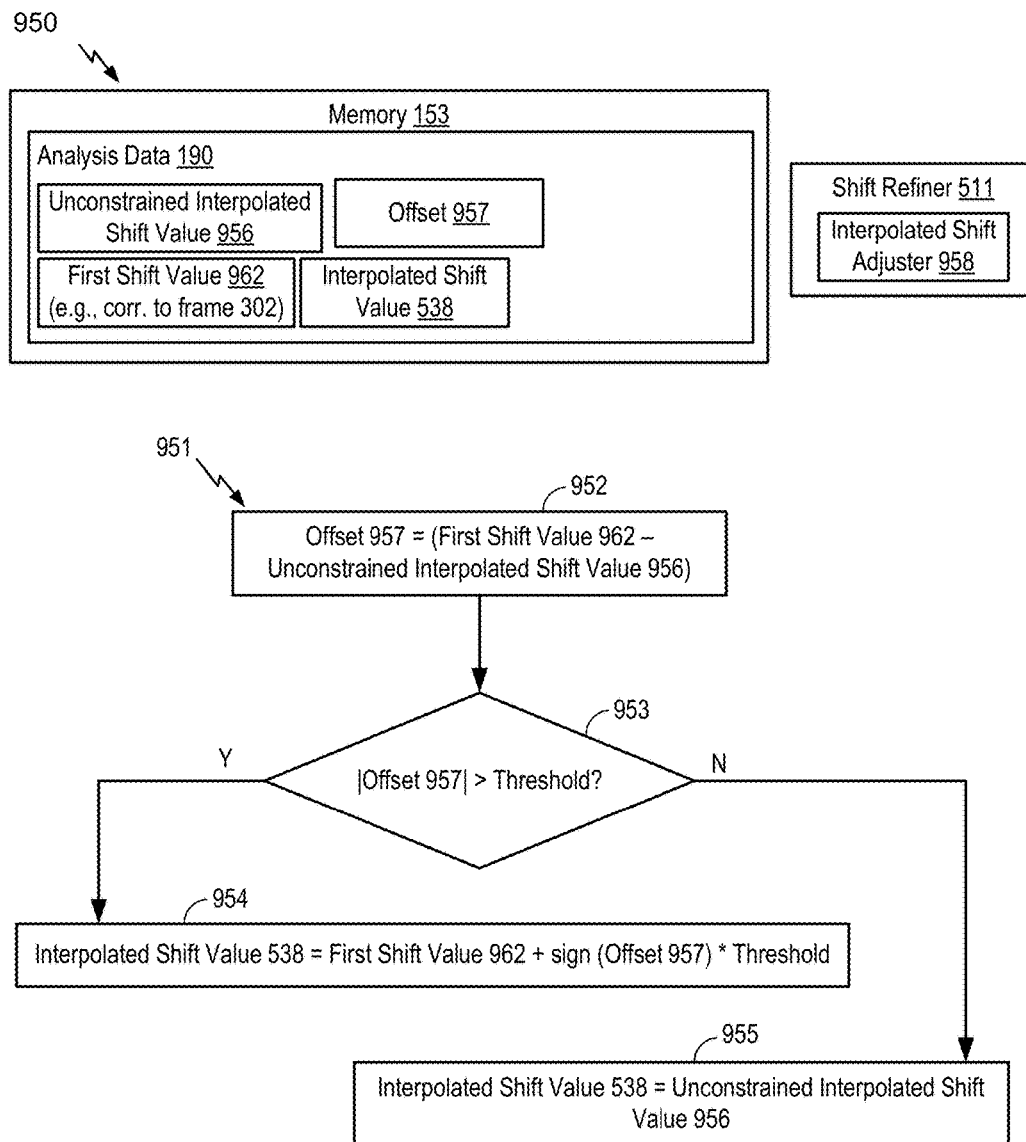 950
Memory 153
Analysis Data 190
Unconstrained Interpolated
Shift Value 956
Offset 957
First Shift Value 962
(e.g., corr. to frame 302)
Interpolated Shift
Value 538
Shift Refiner 511
Interpolated Shift
Adjuster 958
951
952
Offset 957 = (First Shift Value 962 –
Unconstrained Interpolated Shift Value 956)
953
Y
|Offset 957| > Threshold?
N
954
Interpolated Shift Value 538 = First Shift Value 962 + sign (Offset 957) * Threshold
955
Interpolated Shift Value 538 = Unconstrained Interpolated Shift
Value 956